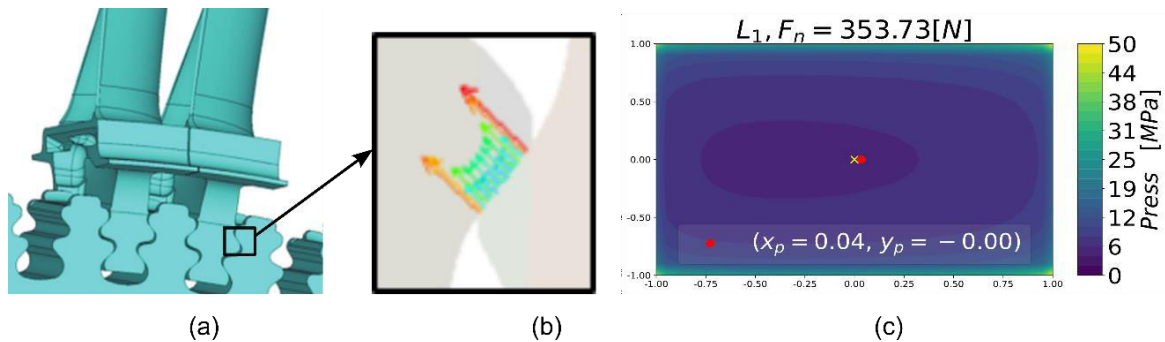 L₁, Fₙ = 353.73[N]
1.00
0.50
0.00
-0.50
-1.00
(xₚ = 0.04, yₚ = −0.00)
-1.00 -0.75 -0.50 -0.25 0.00 0.25 0.50 0.75 1.00
50
44
38
31
25
19
12
6
0
Press [MPa]
(a) (b) (c)